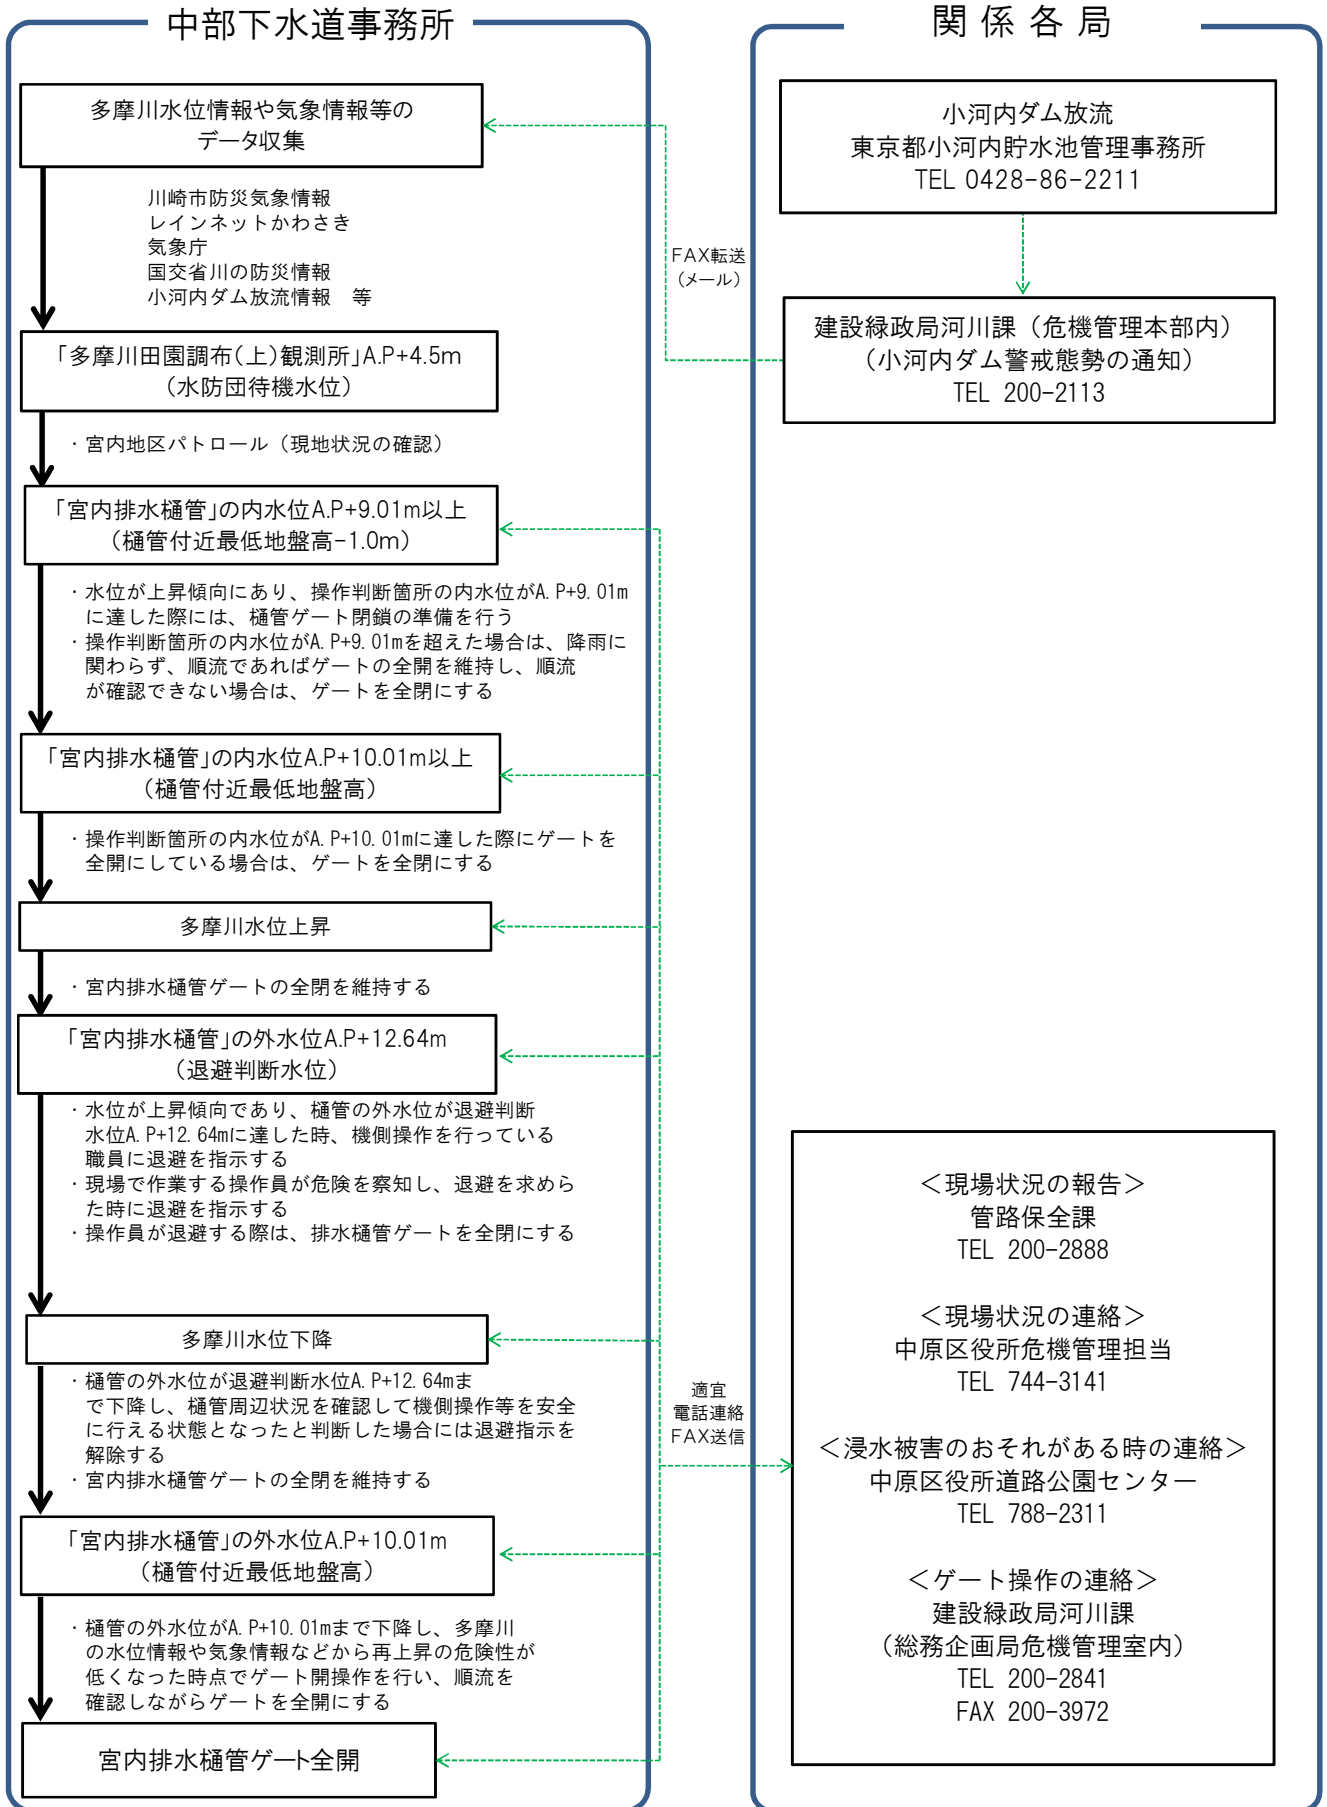 中部下水道事務所
多摩川水位情報や気象情報等の
データ収集
川崎市防災気象情報
レインネットかわさき
気象庁
国交省川の防災情報
小河内ダム放流情報　等
「多摩川田園調布(上)観測所」A.P+4.5m
（水防団待機水位）
・宮内地区パトロール（現地状況の確認）
「宮内排水樋管」の内水位A.P+9.01m以上
（樋管付近最低地盤高-1.0m）
・水位が上昇傾向にあり、操作判断箇所の内水位がA.P+9.01m
に達した際には、樋管ゲート閉鎖の準備を行う
・操作判断箇所の内水位がA.P+9.01mを超えた場合は、降雨に
関わらず、順流であればゲートの全開を維持し、順流
が確認できない場合は、ゲートを全閉にする
「宮内排水樋管」の内水位A.P+10.01m以上
（樋管付近最低地盤高）
・操作判断箇所の内水位がA.P+10.01mに達した際にゲートを
全開にしている場合は、ゲートを全閉にする
多摩川水位上昇
・宮内排水樋管ゲートの全閉を維持する
「宮内排水樋管」の外水位A.P+12.64m
（退避判断水位）
・水位が上昇傾向であり、樋管の外水位が退避判断
水位A.P+12.64mに達した時、機側操作を行っている
職員に退避を指示する
・現場で作業する操作員が危険を察知し、退避を求めら
た時に退避を指示する
・操作員が退避する際は、排水樋管ゲートを全閉にする
多摩川水位下降
・樋管の外水位が退避判断水位A.P+12.64mま
で下降し、樋管周辺状況を確認して機側操作等を安全
に行える状態となったと判断した場合には退避指示を
解除する
・宮内排水樋管ゲートの全閉を維持する
「宮内排水樋管」の外水位A.P+10.01m
（樋管付近最低地盤高）
・樋管の外水位がA.P+10.01mまで下降し、多摩川
の水位情報や気象情報などから再上昇の危険性が
低くなった時点でゲート開操作を行い、順流を
確認しながらゲートを全開にする
宮内排水樋管ゲート全開
FAX転送
(メール)
適宜
電話連絡
FAX送信
関係各局
小河内ダム放流
東京都小河内貯水池管理事務所
TEL 0428-86-2211
建設緑政局河川課（危機管理本部内）
（小河内ダム警戒態勢の通知）
TEL 200-2113
＜現場状況の報告＞
管路保全課
TEL 200-2888
＜現場状況の連絡＞
中原区役所危機管理担当
TEL 744-3141
＜浸水被害のおそれがある時の連絡＞
中原区役所道路公園センター
TEL 788-2311
＜ゲート操作の連絡＞
建設緑政局河川課
（総務企画局危機管理室内）
TEL 200-2841
FAX 200-3972